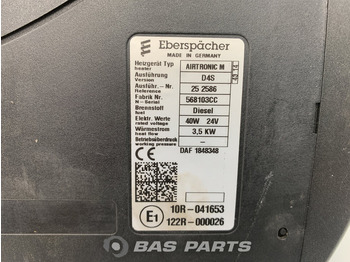 Eberspächer
MADE IN GERMANY
Heizgerät Typ AIRTRONIC M
heater
Ausführung D4S
Version
Ausführ. - Nr. 25 2586
Reference
Fabrik Nr. 568103CC
N - Serial
Brennstoff Diesel
fuel
Elektr. Werte 40W 24V
rated voltage
Wärmestrom 3,5 KW
heat flow
Betriebsüberdruck
working pressure
DAF 1848348
CE
E1
10R-041653
122R-000026
BAS PARTS